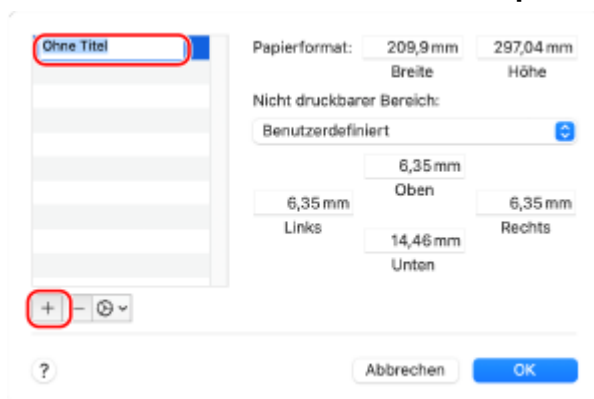 Ohne Titel
Papierformat: 209,9 mm 297,04 mm
Breite Höhe
Nicht druckbarer Bereich:
Benutzerdefiniert
6,35 mm
Oben
6,35 mm 6,35 mm
Links Rechts
14,46 mm
Unten
+ −
? Abbrechen OK